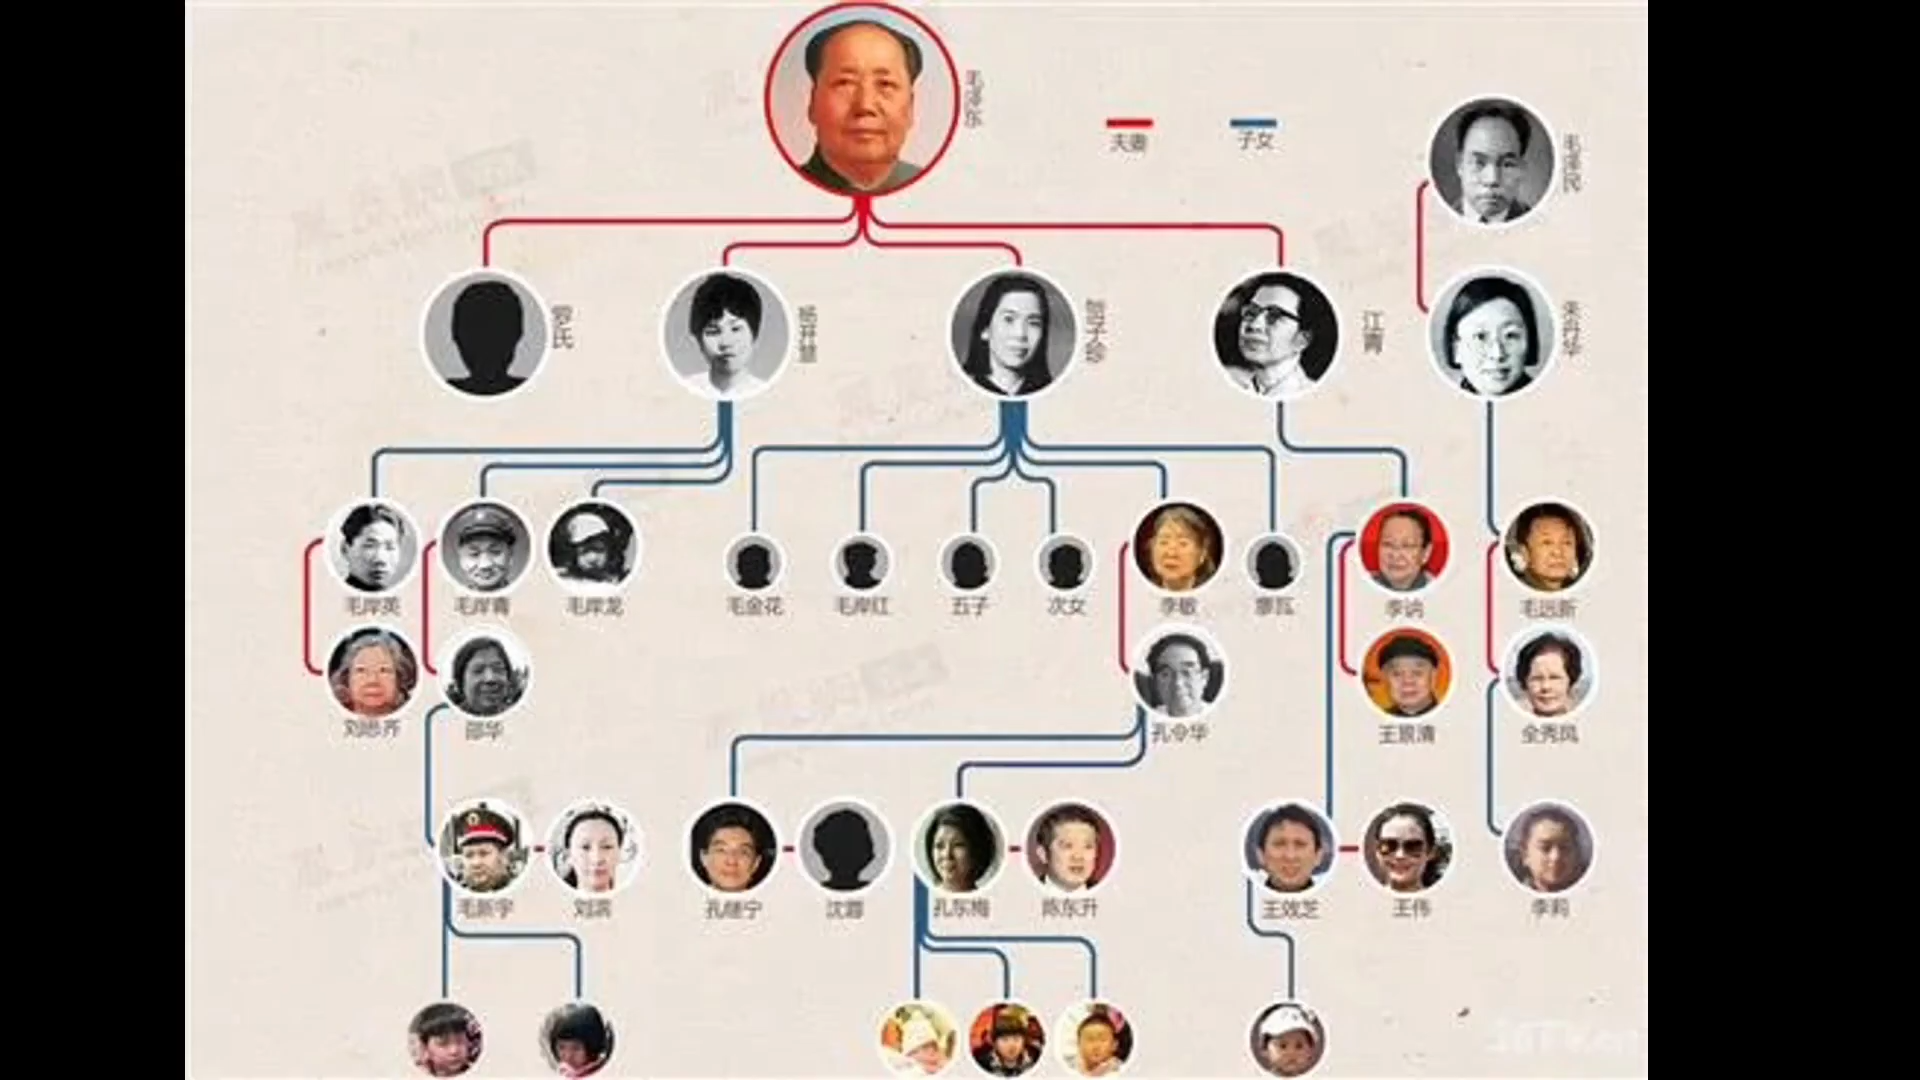 毛泽东
夫妻
子女
毛泽民
罗氏
杨开慧
贺子珍
江青
朱丹华
毛岸英
毛岸青
毛岸龙
毛金花
毛岸红
五子
次女
李敏
廖瓦
李讷
毛远新
刘思齐
邵华
孔令华
王景清
全秀凤
毛新宇
刘滨
孔继宁
沈蓉
孔东梅
陈东升
王效芝
王伟
李莉